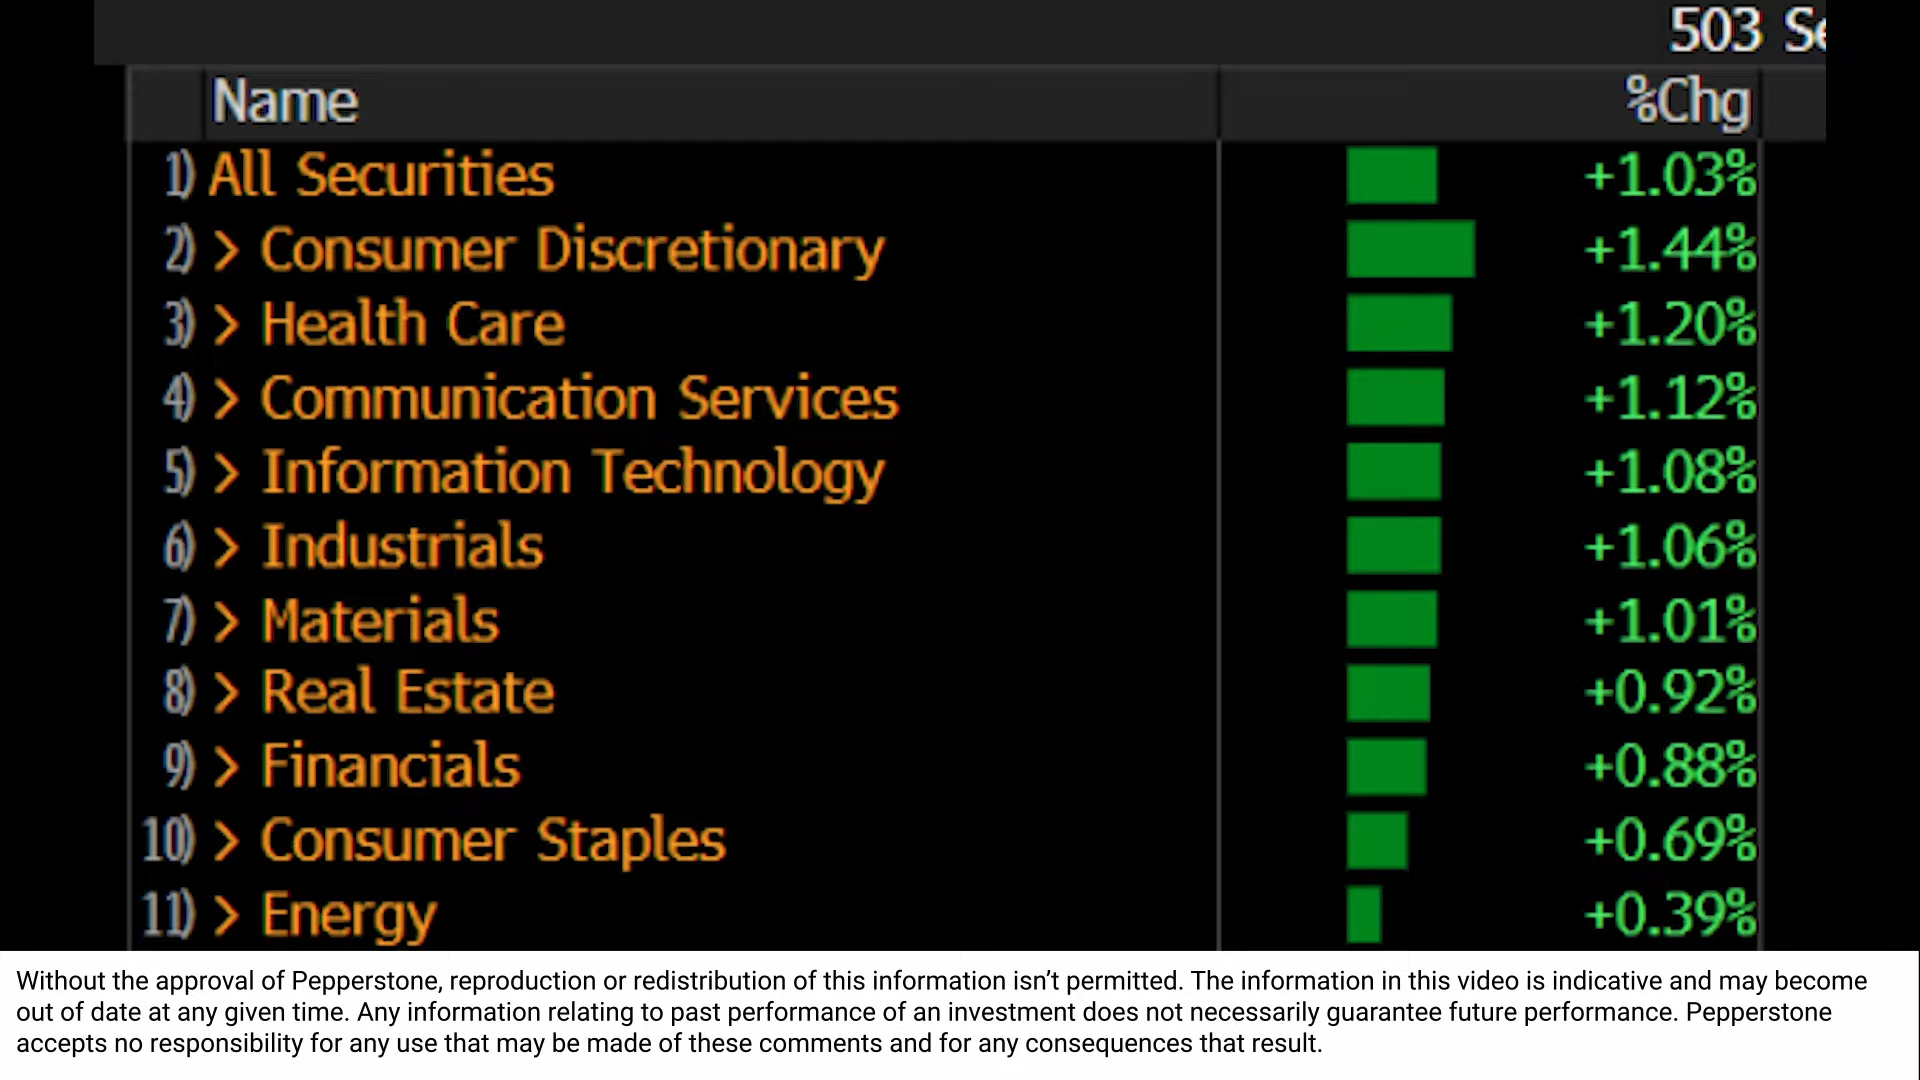 503 Se
Name %Chg
1) All Securities +1.03%
2) > Consumer Discretionary +1.44%
3) > Health Care +1.20%
4) > Communication Services +1.12%
5) > Information Technology +1.08%
6) > Industrials +1.06%
7) > Materials +1.01%
8) > Real Estate +0.92%
9) > Financials +0.88%
10) > Consumer Staples +0.69%
11) > Energy +0.39%
Without the approval of Pepperstone, reproduction or redistribution of this information isn’t permitted. The information in this video is indicative and may become
out of date at any given time. Any information relating to past performance of an investment does not necessarily guarantee future performance. Pepperstone
accepts no responsibility for any use that may be made of these comments and for any consequences that result.